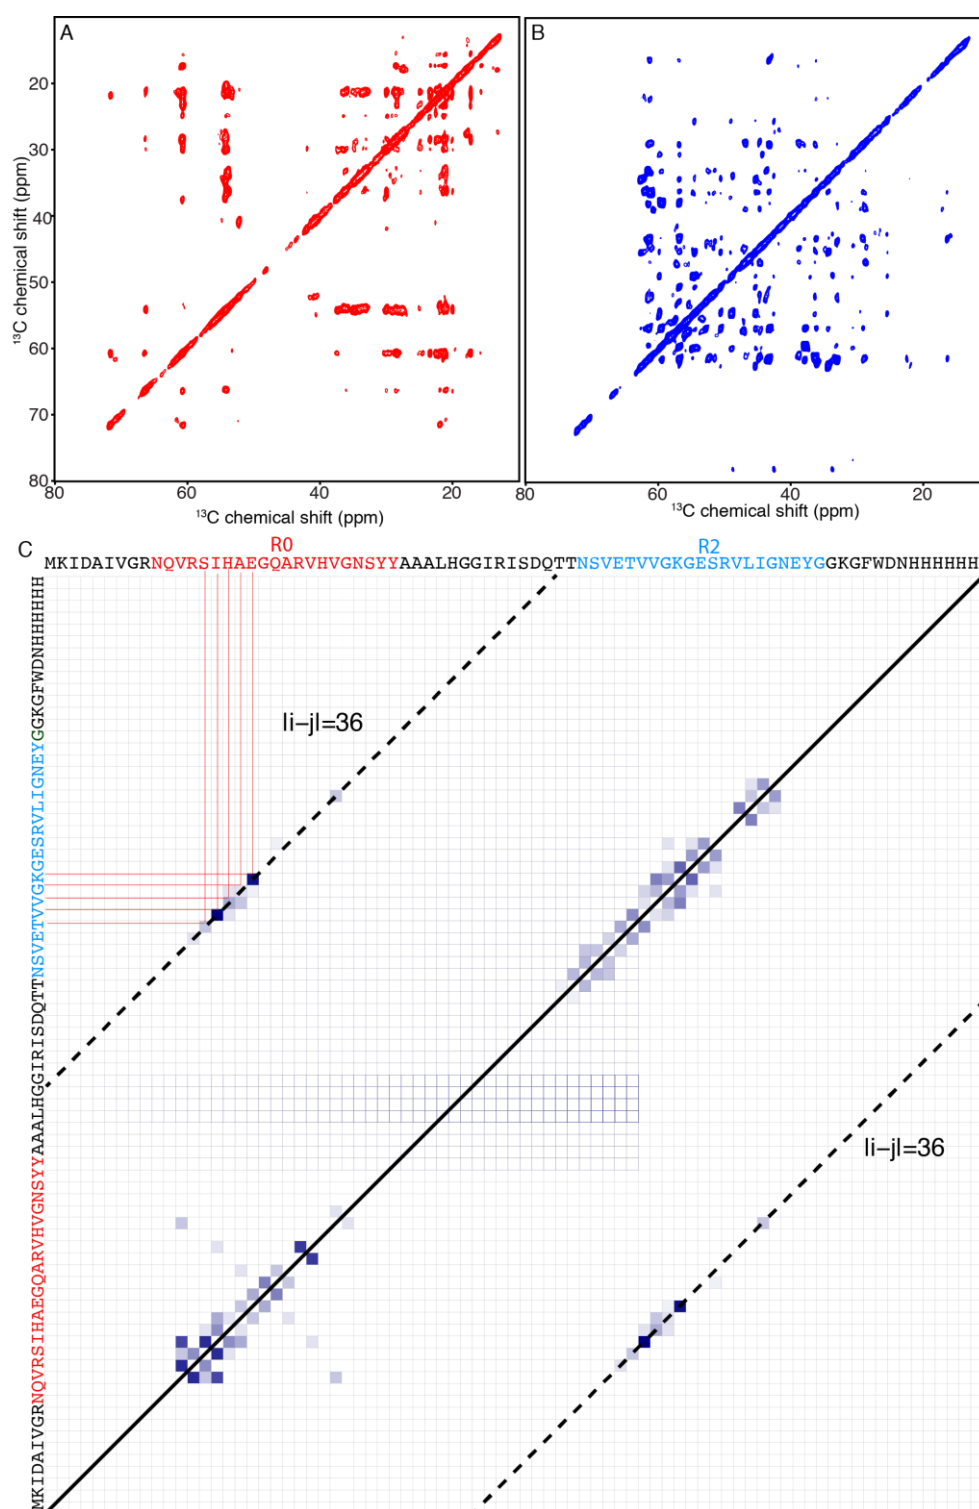 A
B
20
30
40
50
60
70
80
13C chemical shift (ppm)
80
60
40
20
13C chemical shift (ppm)
80
60
40
20
13C chemical shift (ppm)
C
R0
R2
MKIDAIVGRNQVRSIHAEGQARVHVGNSYYAAALHGGIRISDQTTNSVETVVGKGESRVLIGNEYGGKGFWDNHHHHHH
MKIDAIVGRNQVRSIHAEGQARVHVGNSYYAAALHGGIRISDQTTNSVETVVGKGESRVLIGNEYGGKGFWDNHHHHHH
|i–j|=36
|i–j|=36